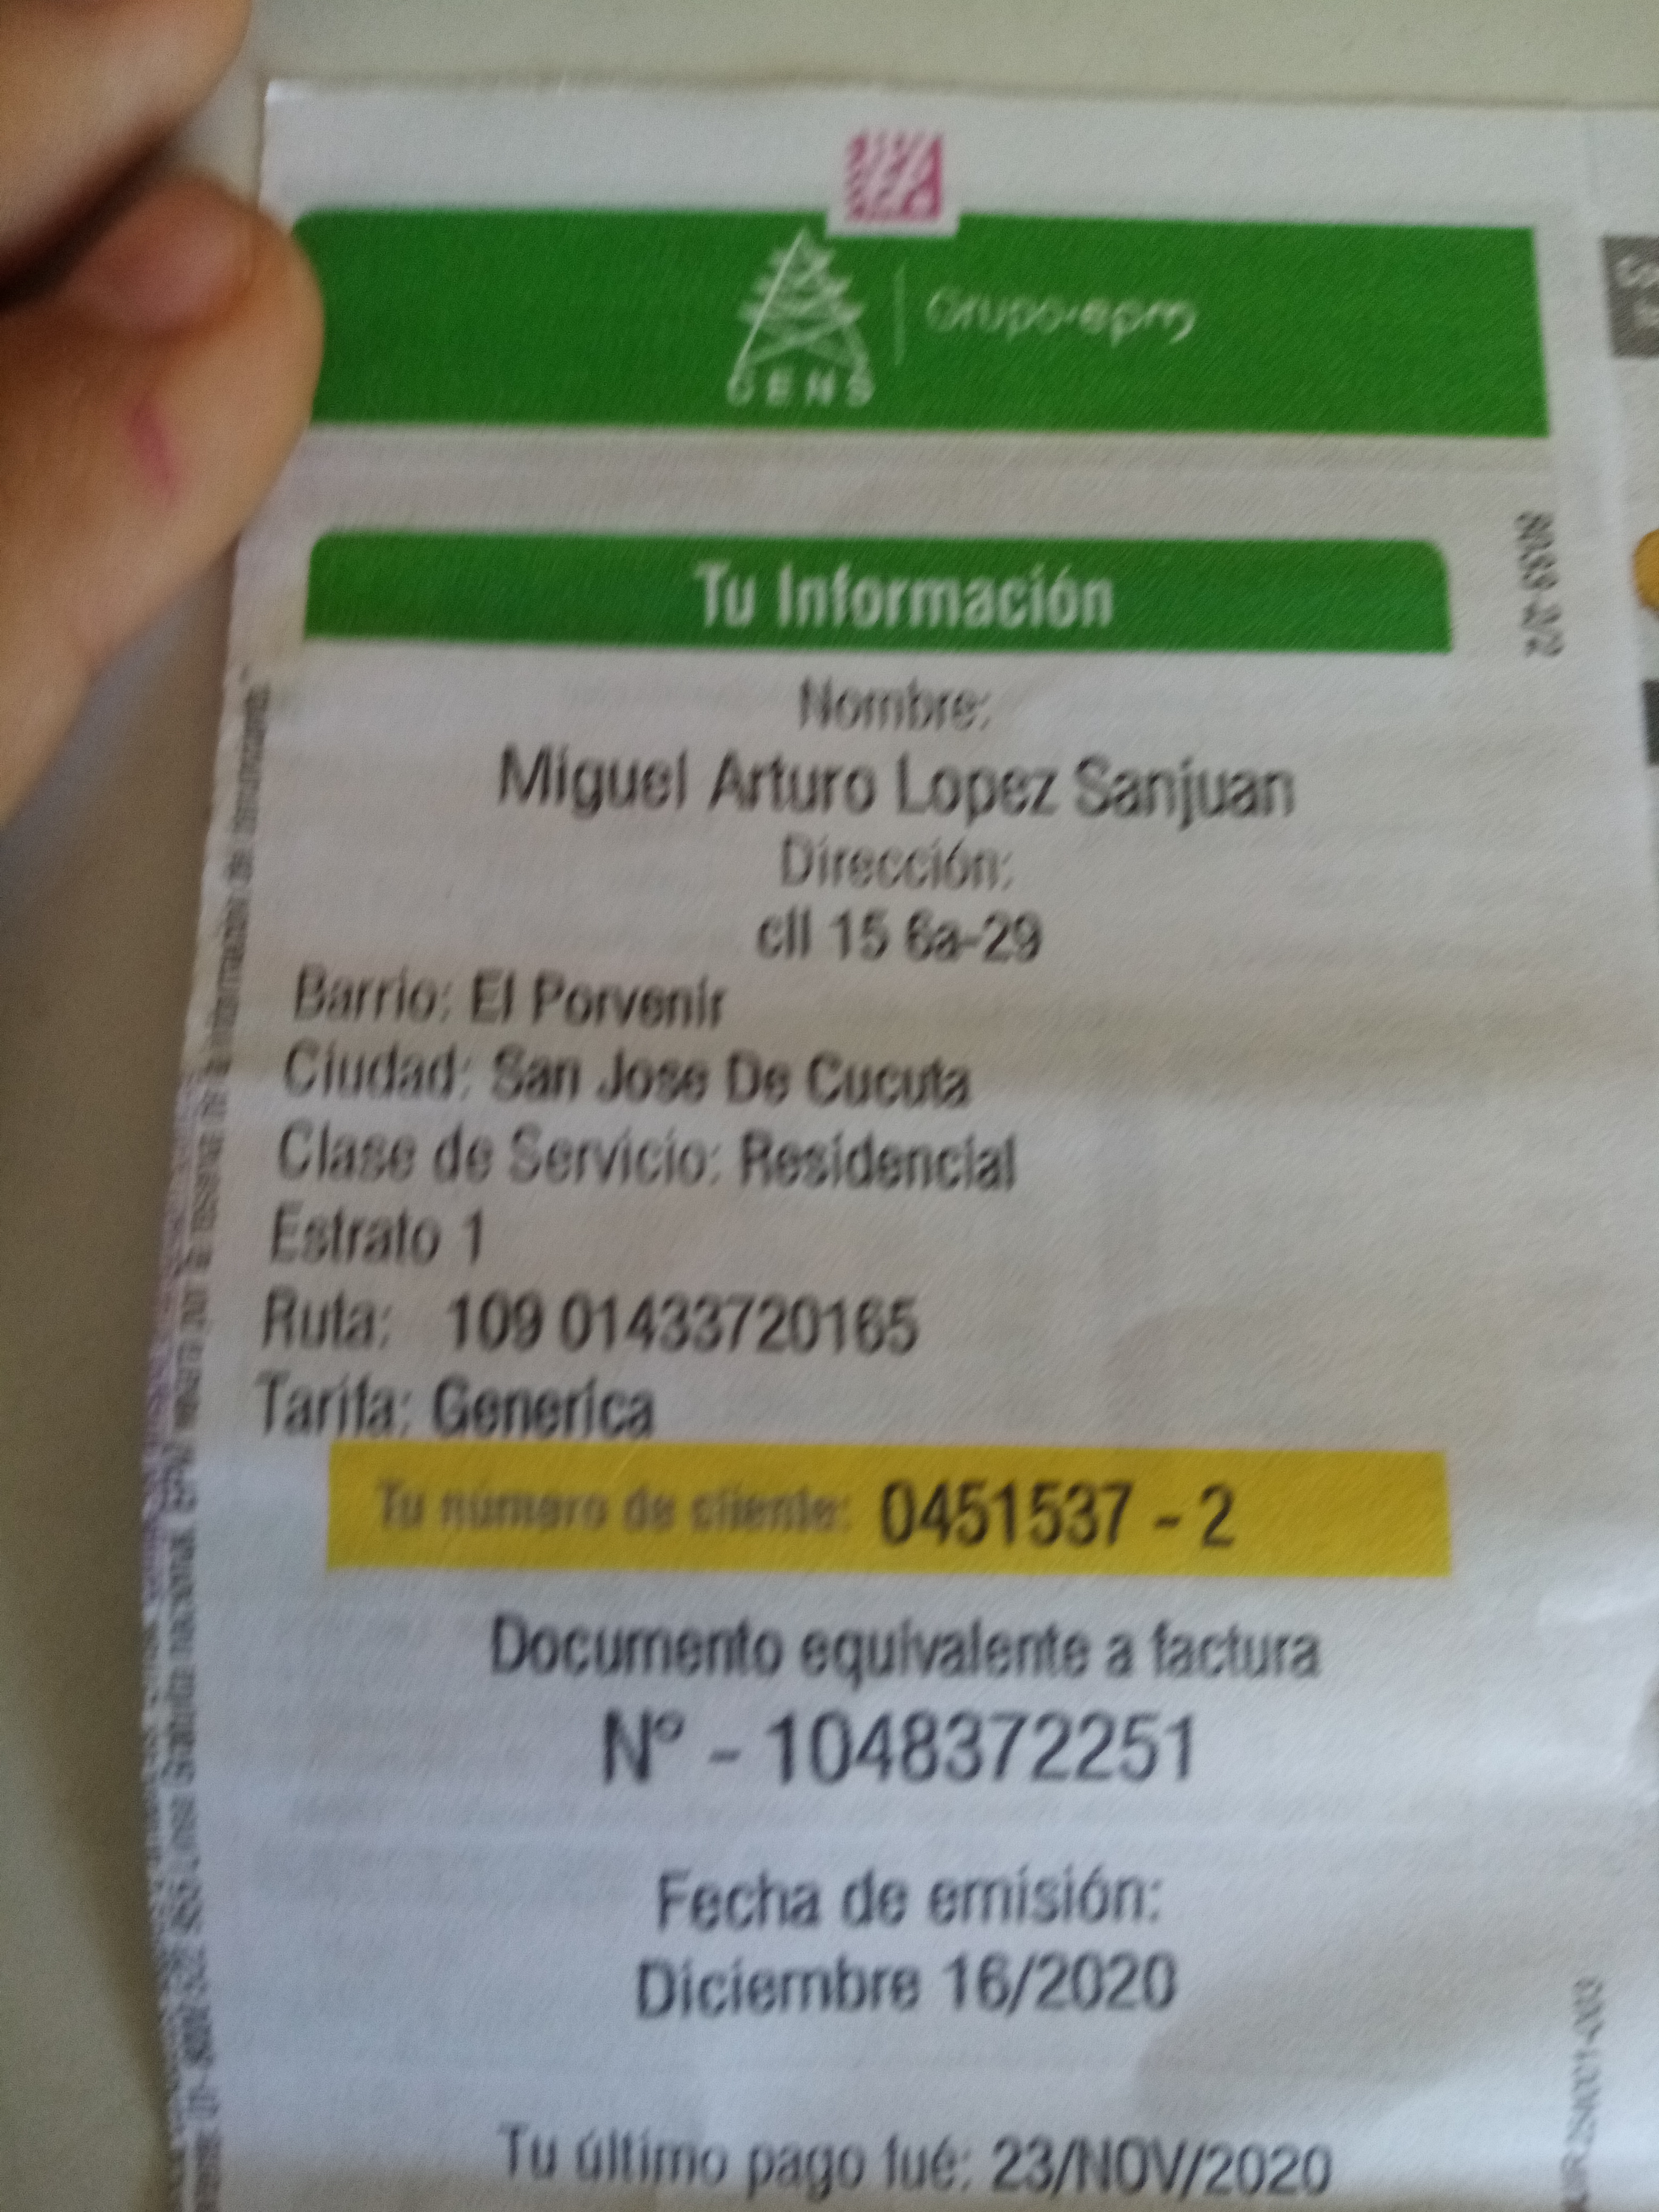 CENS
Grupo·epm
Tu Información
Nombre:
Miguel Arturo Lopez Sanjuan
Dirección:
cll 15 6a-29
Barrio: El Porvenir
Ciudad: San Jose De Cucuta
Clase de Servicio: Residencial
Estrato 1
Ruta: 109 01433720165
Tarifa: Generica
Tu número de cliente: 0451537 - 2
Documento equivalente a factura
Nº - 1048372251
Fecha de emisión:
Diciembre 16/2020
Tu último pago fué: 23/NOV/2020